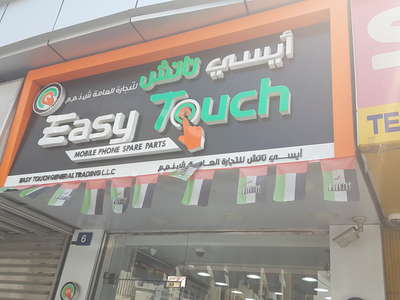 أيسي تاتش للتجارة العامة ش.ذ.م.م
Easy Touch
MOBILE PHONE SPARE PARTS
أيسي تاتش للتجارة العامة ش.ذ.م.م
EASY TOUCH GENERAL TRADING L.L.C
6
TE